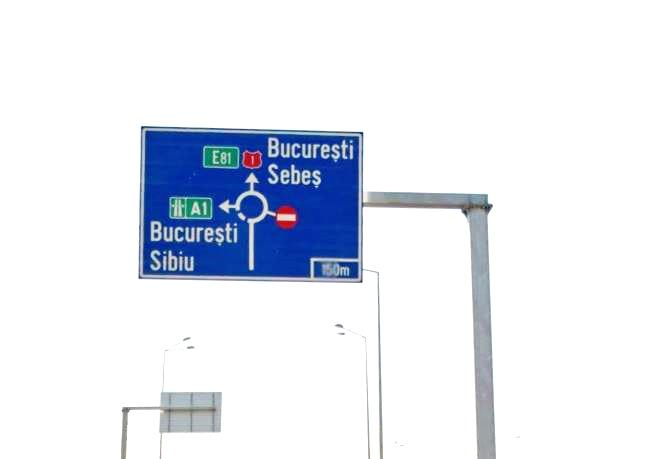 E81 1 București
Sebeș
A1
București
Sibiu
150m